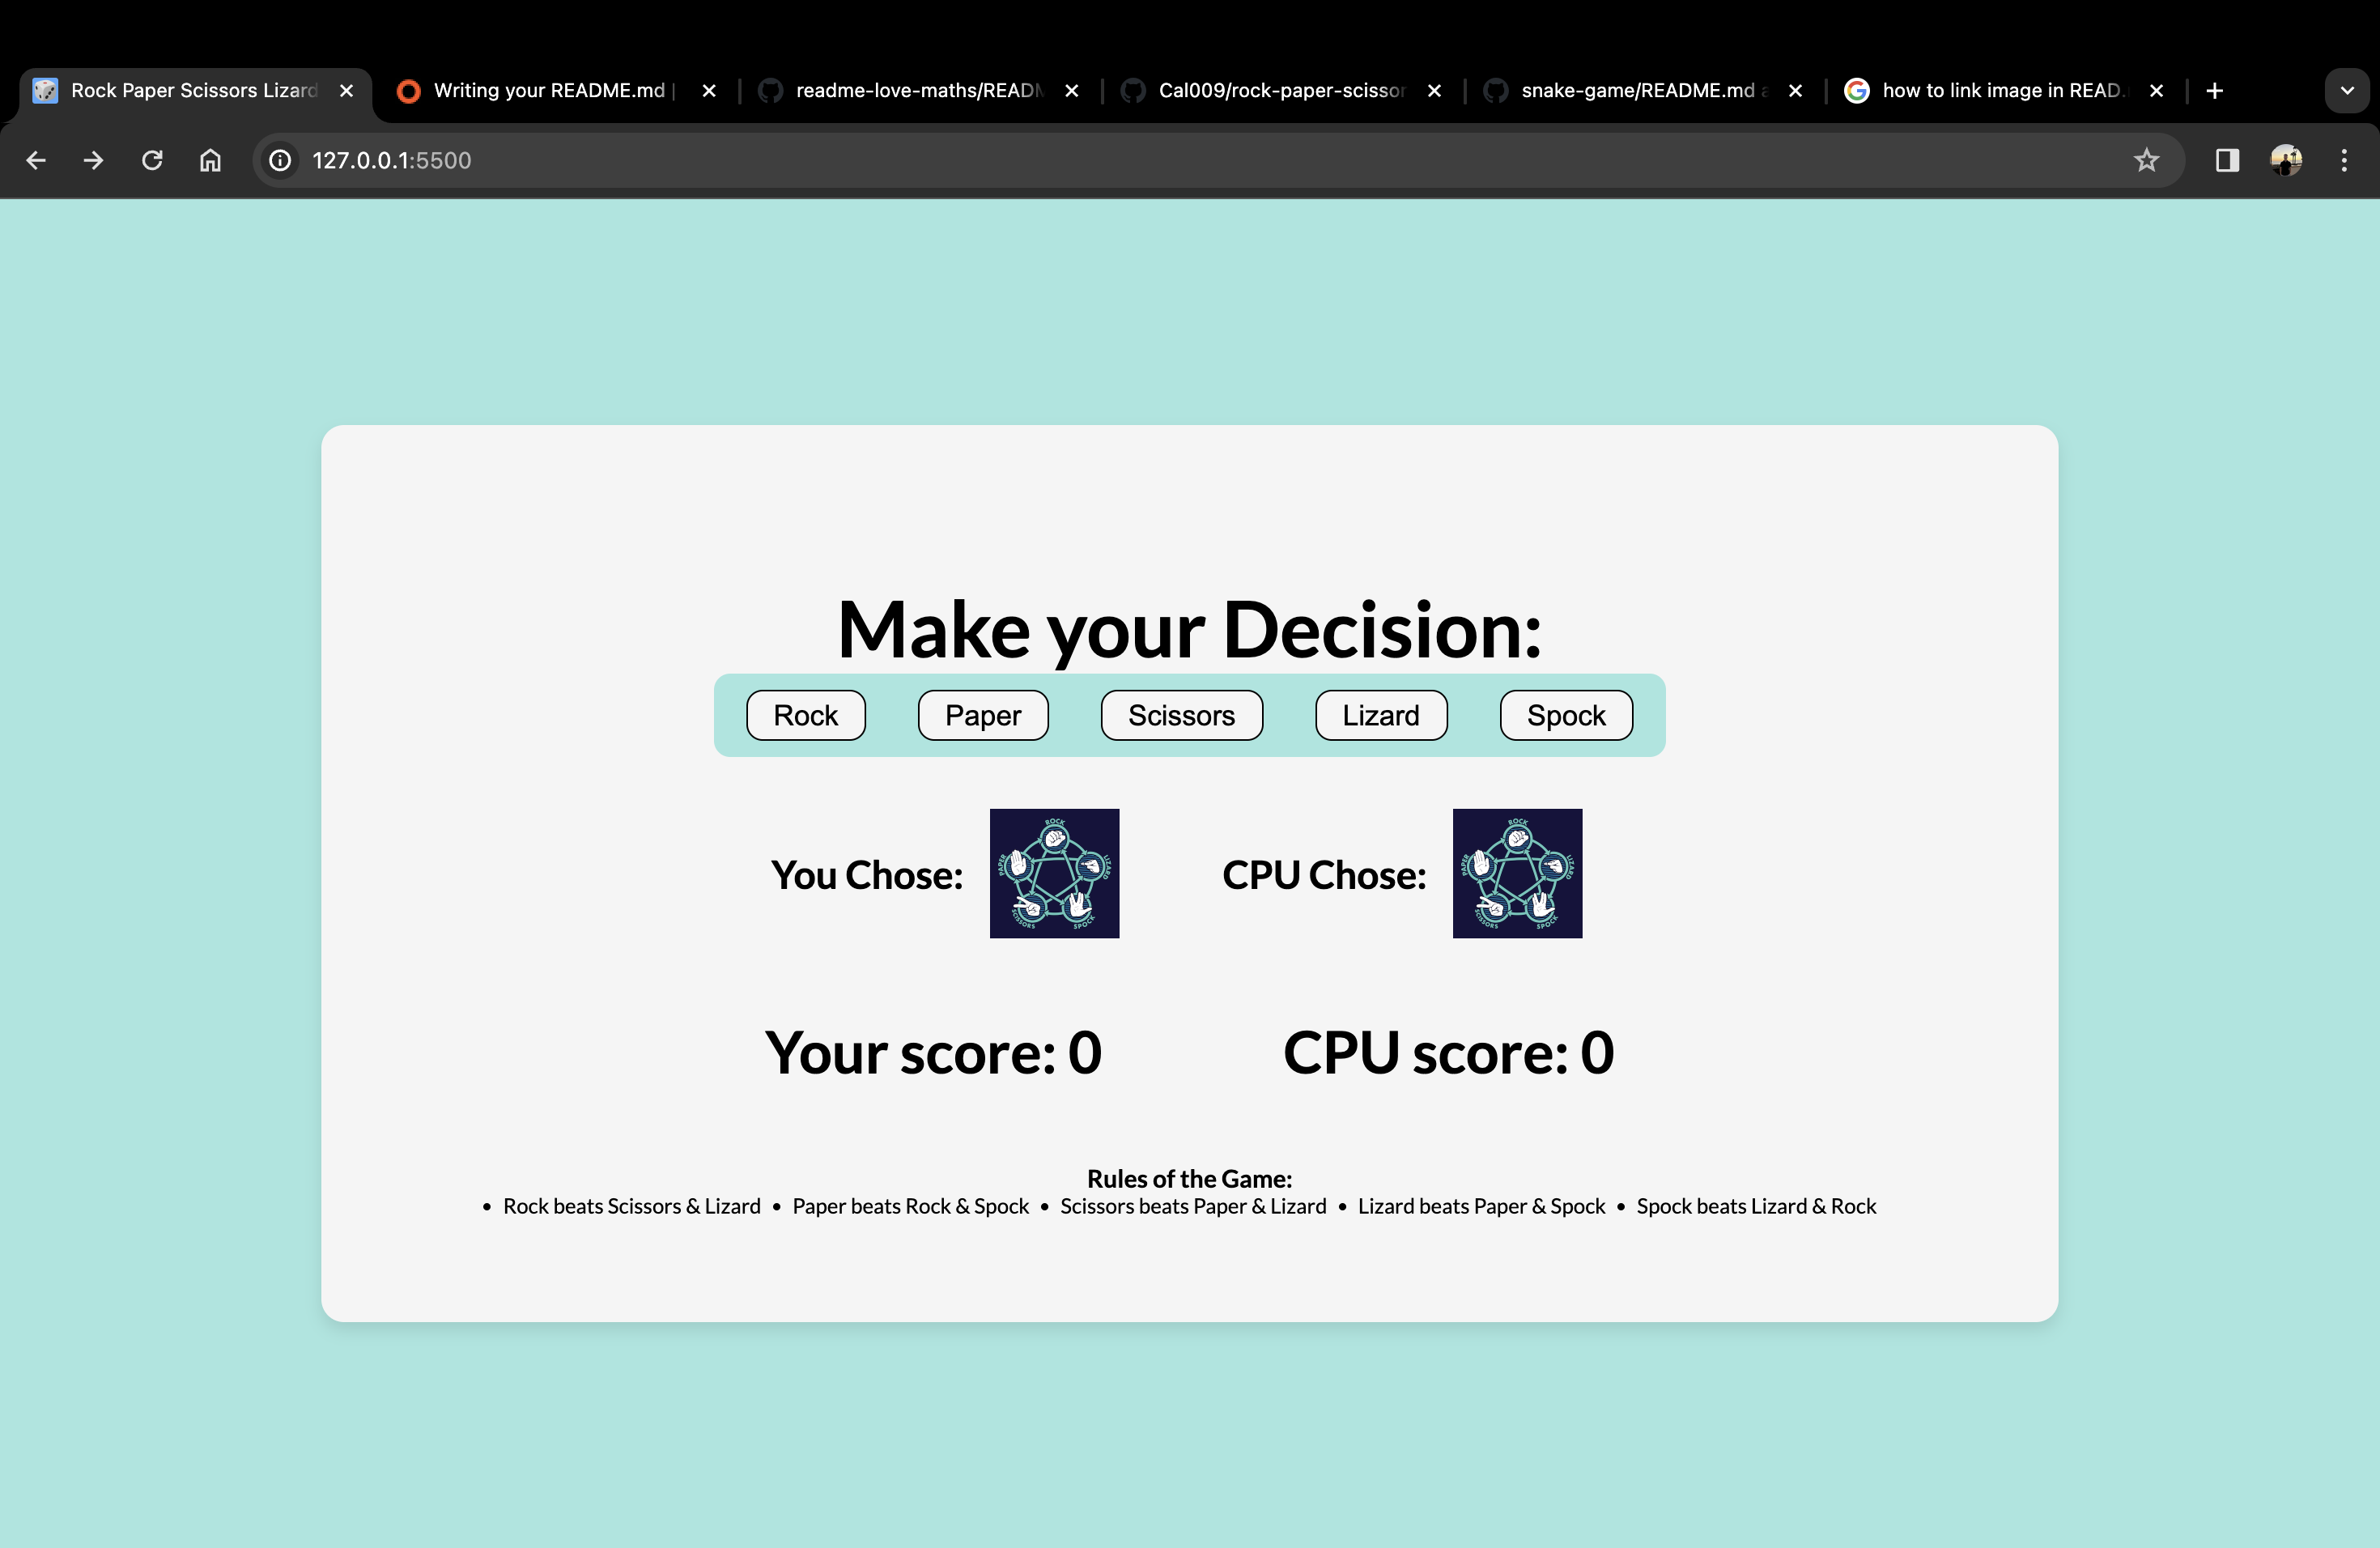 Rock Paper Scissors Lizard
Writing your README.md |
readme-love-maths/READM
Cal009/rock-paper-scissor
snake-game/README.md a
how to link image in READ.
127.0.0.1:5500
Make your Decision:
Rock Paper Scissors Lizard Spock
You Chose:
ROCK
PAPER
LIZARD
SCISSORS
SPOCK
CPU Chose:
ROCK
PAPER
LIZARD
SCISSORS
SPOCK
Your score: 0
CPU score: 0
Rules of the Game:
• Rock beats Scissors & Lizard • Paper beats Rock & Spock • Scissors beats Paper & Lizard • Lizard beats Paper & Spock • Spock beats Lizard & Rock